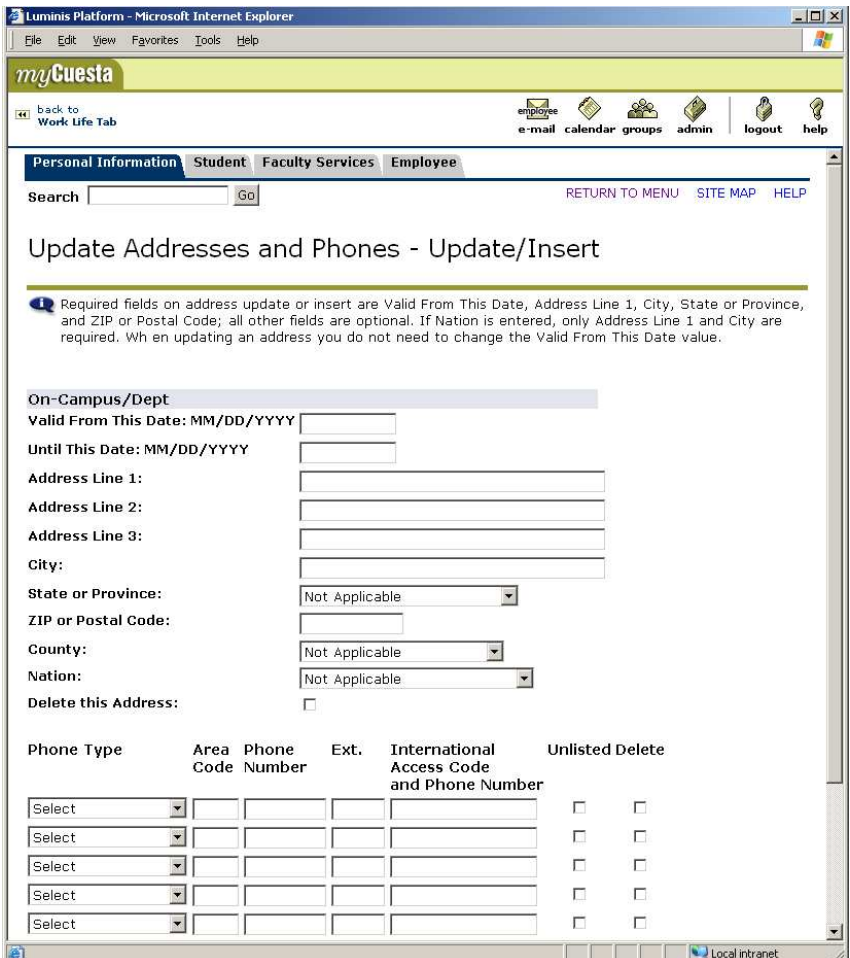 Luminis Platform - Microsoft Internet Explorer
File Edit View Favorites Tools Help
myCuesta
back to
Work Life Tab
employee
e-mail calendar groups admin logout help
Personal Information Student Faculty Services Employee
Search Go RETURN TO MENU SITE MAP HELP
Update Addresses and Phones - Update/Insert
Required fields on address update or insert are Valid From This Date, Address Line 1, City, State or Province,
and ZIP or Postal Code; all other fields are optional. If Nation is entered, only Address Line 1 and City are
required. Wh en updating an address you do not need to change the Valid From This Date value.
On-Campus/Dept
Valid From This Date: MM/DD/YYYY
Until This Date: MM/DD/YYYY
Address Line 1:
Address Line 2:
Address Line 3:
City:
State or Province: Not Applicable
ZIP or Postal Code:
County: Not Applicable
Nation: Not Applicable
Delete this Address:
Phone Type Area Phone Ext. International Unlisted Delete
Code Number Access Code
and Phone Number
Select
Select
Select
Select
Select
Local intranet